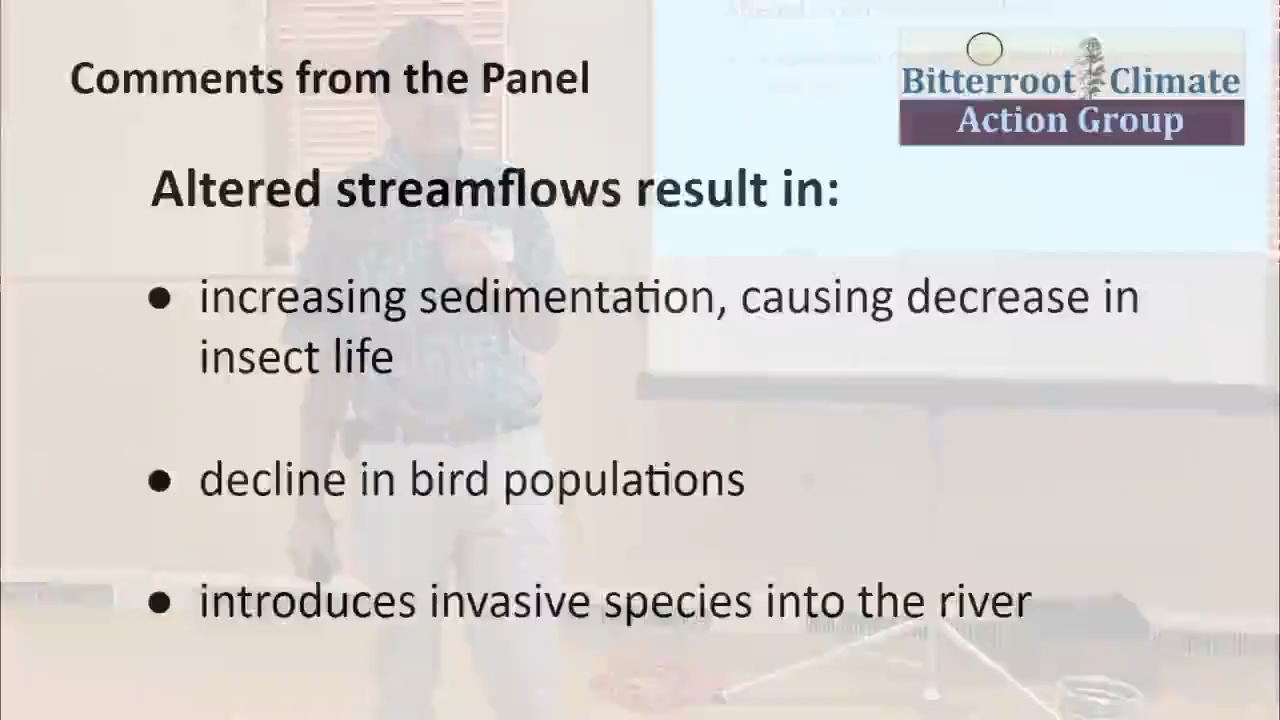 Comments from the Panel
Bitterroot Climate
Action Group
Altered streamflows result in:
● increasing sedimentation, causing decrease in
insect life
● decline in bird populations
● introduces invasive species into the river